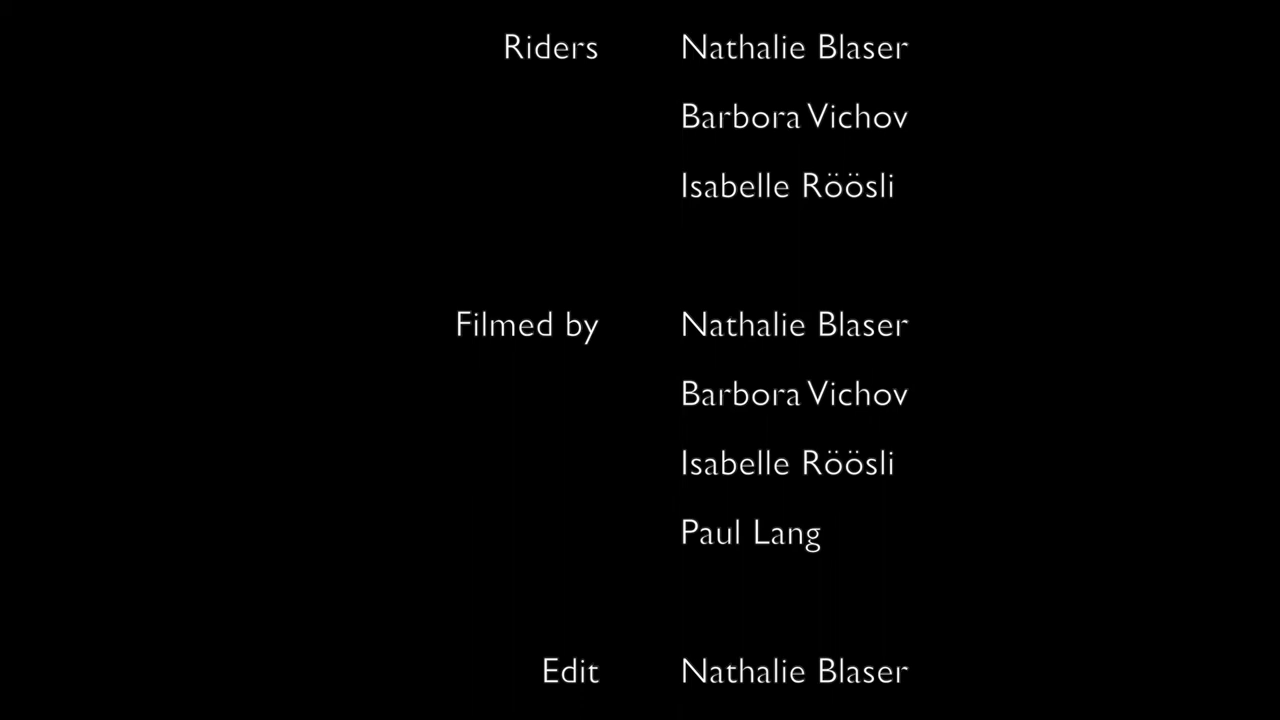 Riders Nathalie Blaser
Barbora Vichov
Isabelle Röösli
Filmed by Nathalie Blaser
Barbora Vichov
Isabelle Röösli
Paul Lang
Edit Nathalie Blaser